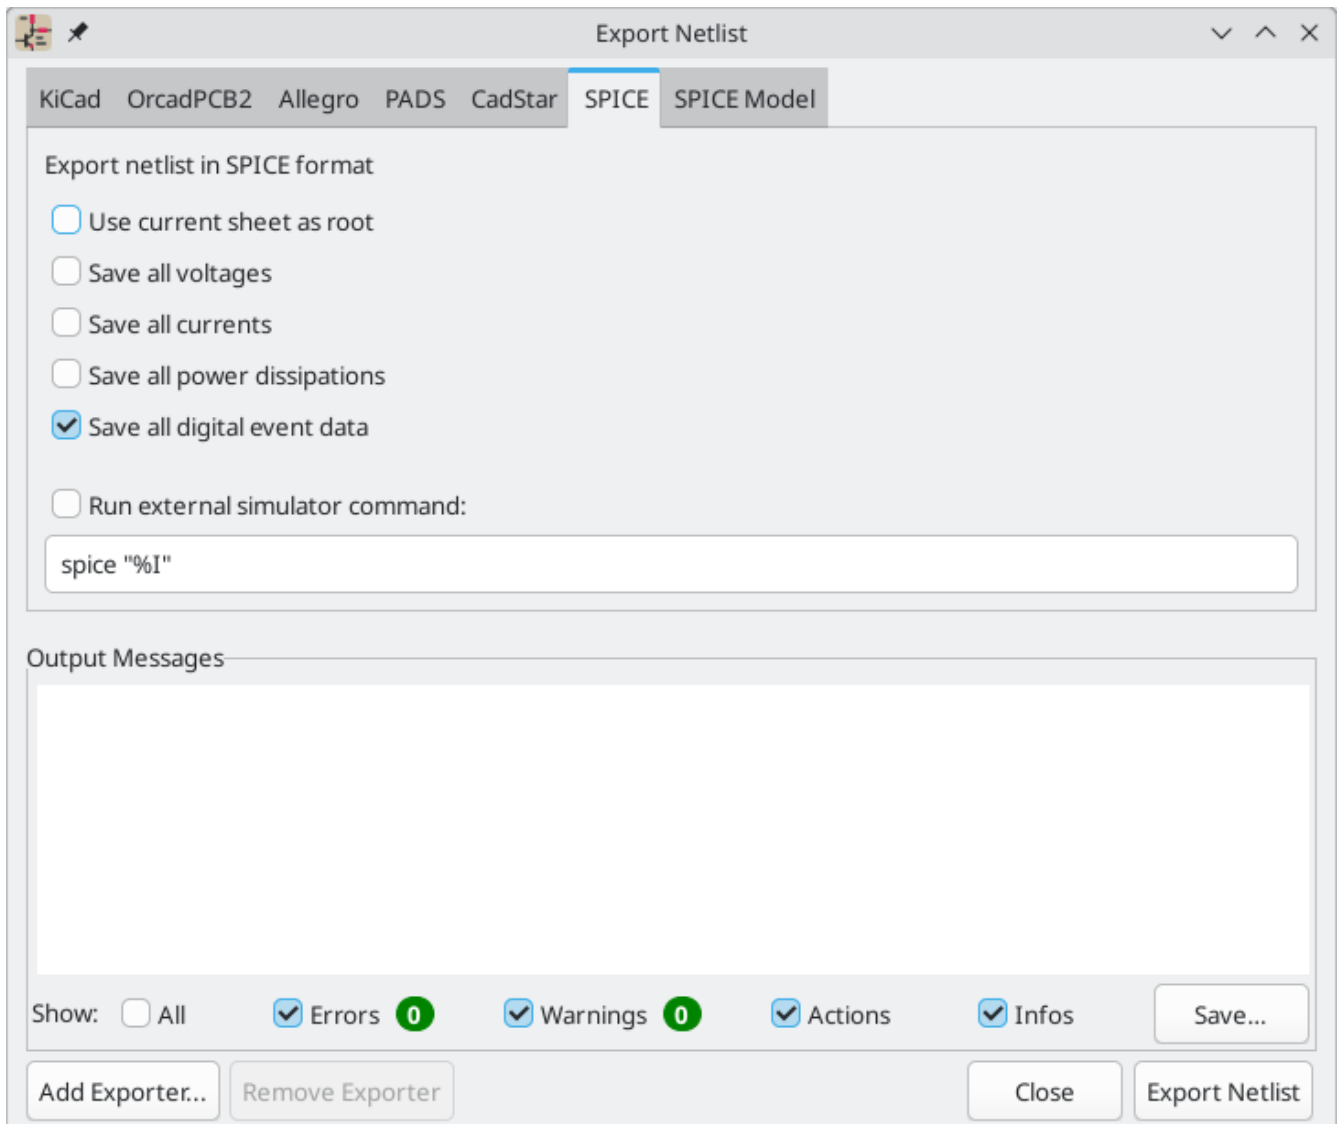 Export Netlist
KiCad OrcadPCB2 Allegro PADS CadStar SPICE SPICE Model
Export netlist in SPICE format
Use current sheet as root
Save all voltages
Save all currents
Save all power dissipations
Save all digital event data
Run external simulator command:
spice "%I"
Output Messages
Show: All Errors 0 Warnings 0 Actions Infos Save...
Add Exporter... Remove Exporter Close Export Netlist